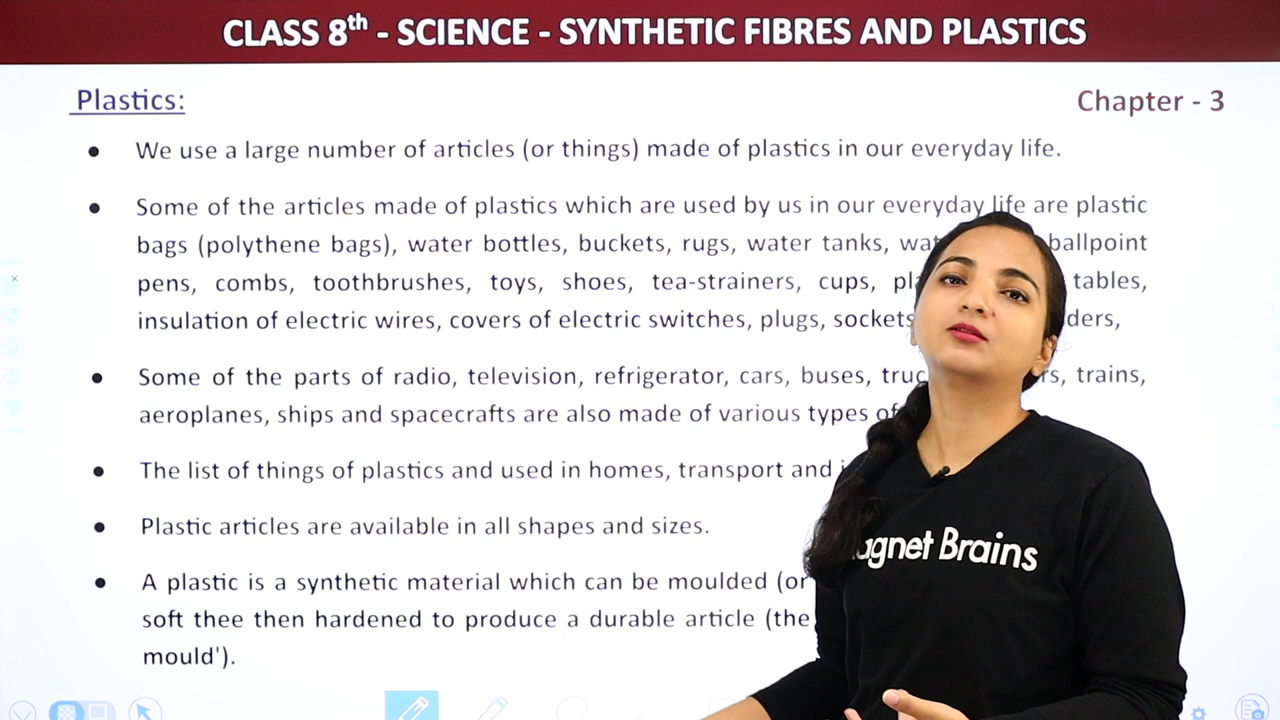 CLASS 8th - SCIENCE - SYNTHETIC FIBRES AND PLASTICS
Plastics:
Chapter - 3
● We use a large number of articles (or things) made of plastics in our everyday life.
● Some of the articles made of plastics which are used by us in our everyday life are plastic
bags (polythene bags), water bottles, buckets, rugs, water tanks, ballpoint
pens, combs, toothbrushes, toys, shoes, tea-strainers, cups, tables,
insulation of electric wires, covers of electric switches, plugs, sockets
● Some of the parts of radio, television, refrigerator, cars, buses, trains,
aeroplanes, ships and spacecrafts are also made of various types of
● The list of things of plastics and used in homes, transport and
● Plastic articles are available in all shapes and sizes.
● A plastic is a synthetic material which can be moulded (or
soft thee then hardened to produce a durable article (the
mould').
agnet Brains